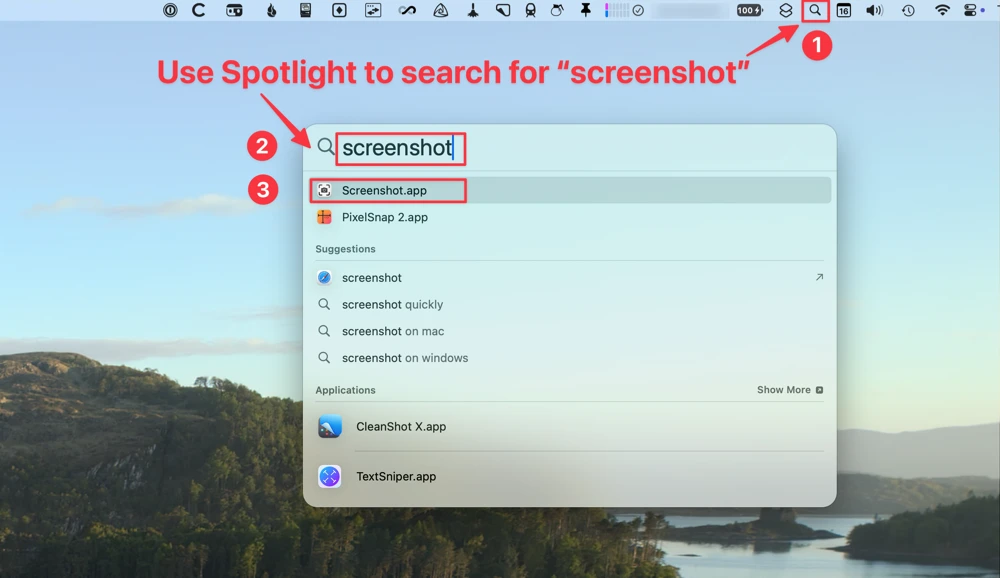 100
16
1
Use Spotlight to search for “screenshot”
2
screenshot
3
Screenshot.app
PixelSnap 2.app
Suggestions
screenshot
screenshot quickly
screenshot on mac
screenshot on windows
Applications
Show More
CleanShot X.app
TextSniper.app